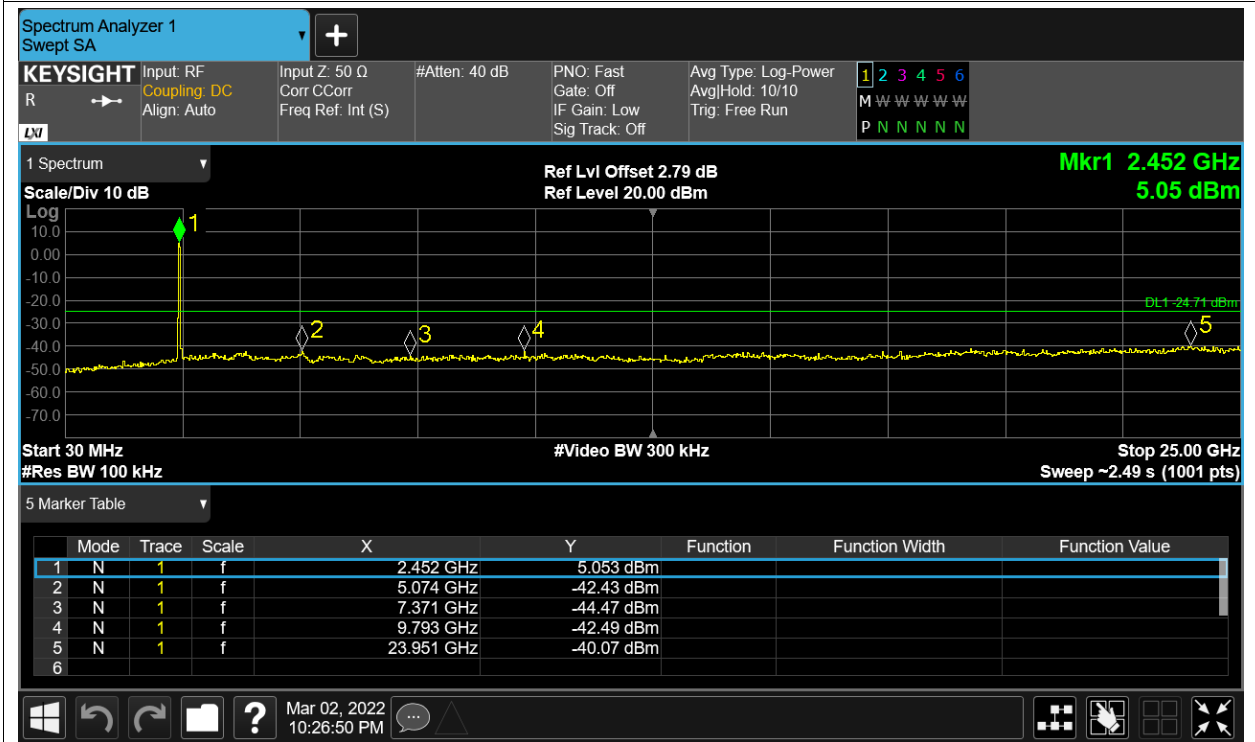 Spectrum Analyzer 1
Swept SA
+
KEYSIGHT
R
LXI
Input: RF
Coupling: DC
Align: Auto
Input Z: 50 Ω
Corr CCorr
Freq Ref: Int (S)
#Atten: 40 dB
PNO: Fast
Gate: Off
IF Gain: Low
Sig Track: Off
Avg Type: Log-Power
Avg|Hold: 10/10
Trig: Free Run
1 2 3 4 5 6
M W W W W W
P N N N N N
1 Spectrum
Scale/Div 10 dB
Ref Lvl Offset 2.79 dB
Ref Level 20.00 dBm
Mkr1 2.452 GHz
5.05 dBm
Log
10.0
0.00
-10.0
-20.0
-30.0
-40.0
-50.0
-60.0
-70.0
1
2
3
4
5
DL1 -24.71 dBm
Start 30 MHz
#Video BW 300 kHz
Stop 25.00 GHz
#Res BW 100 kHz
Sweep ~2.49 s (1001 pts)
5 Marker Table
Mode Trace Scale X Y Function Function Width Function Value
1 N 1 f 2.452 GHz 5.053 dBm
2 N 1 f 5.074 GHz -42.43 dBm
3 N 1 f 7.371 GHz -44.47 dBm
4 N 1 f 9.793 GHz -42.49 dBm
5 N 1 f 23.951 GHz -40.07 dBm
6
?
Mar 02, 2022
10:26:50 PM